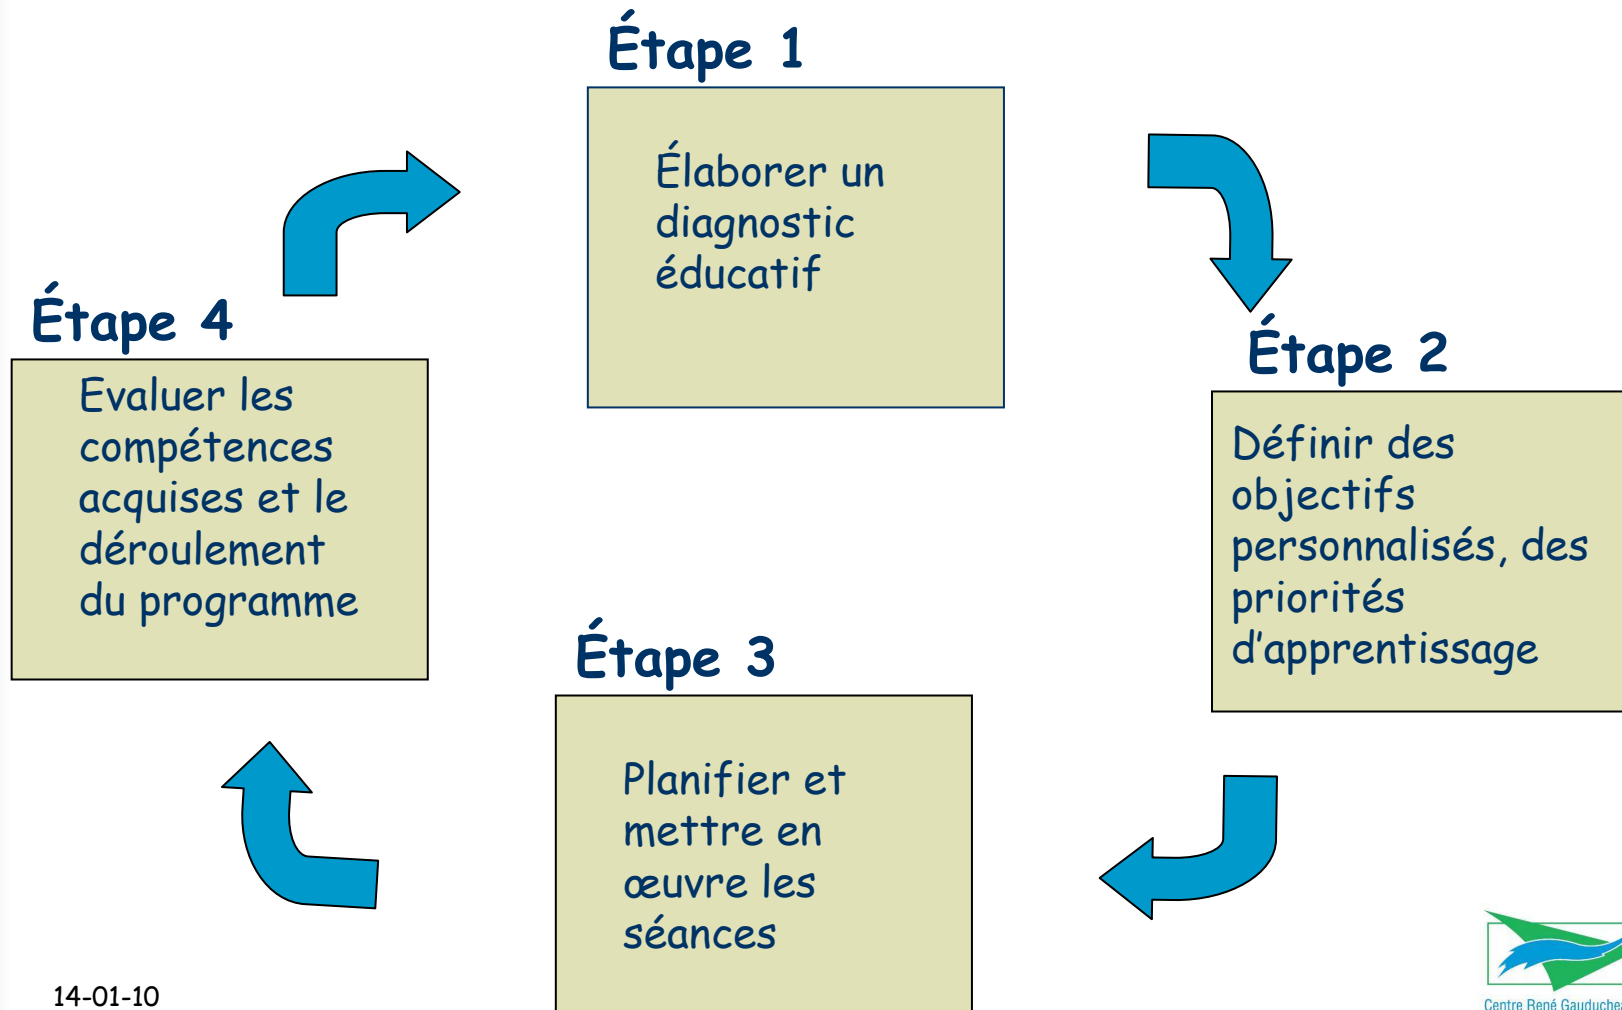 Étape 1
Élaborer un
diagnostic
éducatif
Étape 2
Définir des
objectifs
personnalisés, des
priorités
d'apprentissage
Étape 3
Planifier et
mettre en
œuvre les
séances
Étape 4
Evaluer les
compétences
acquises et le
déroulement
du programme
14-01-10
Centre René